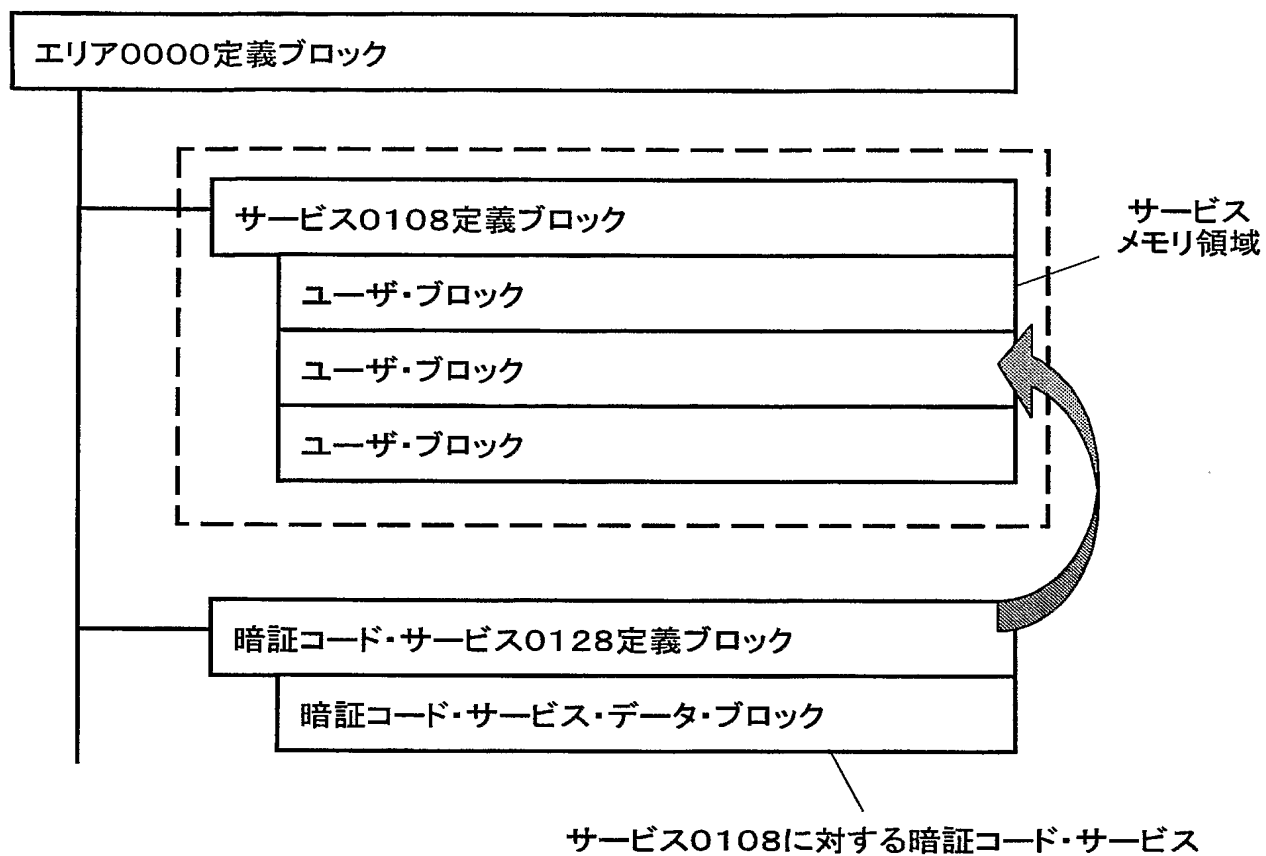 エリア0000定義ブロック
サービス0108定義ブロック
サービス
メモリ領域
ユーザ・ブロック
ユーザ・ブロック
ユーザ・ブロック
暗証コード・サービス0128定義ブロック
暗証コード・サービス・データ・ブロック
サービス0108に対する暗証コード・サービス